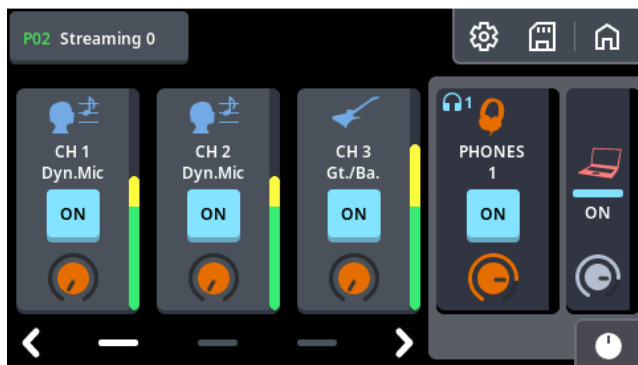 P02 Streaming 0
CH 1
Dyn.Mic
ON
CH 2
Dyn.Mic
ON
CH 3
Gt./Ba.
ON
1
PHONES
1
ON
ON